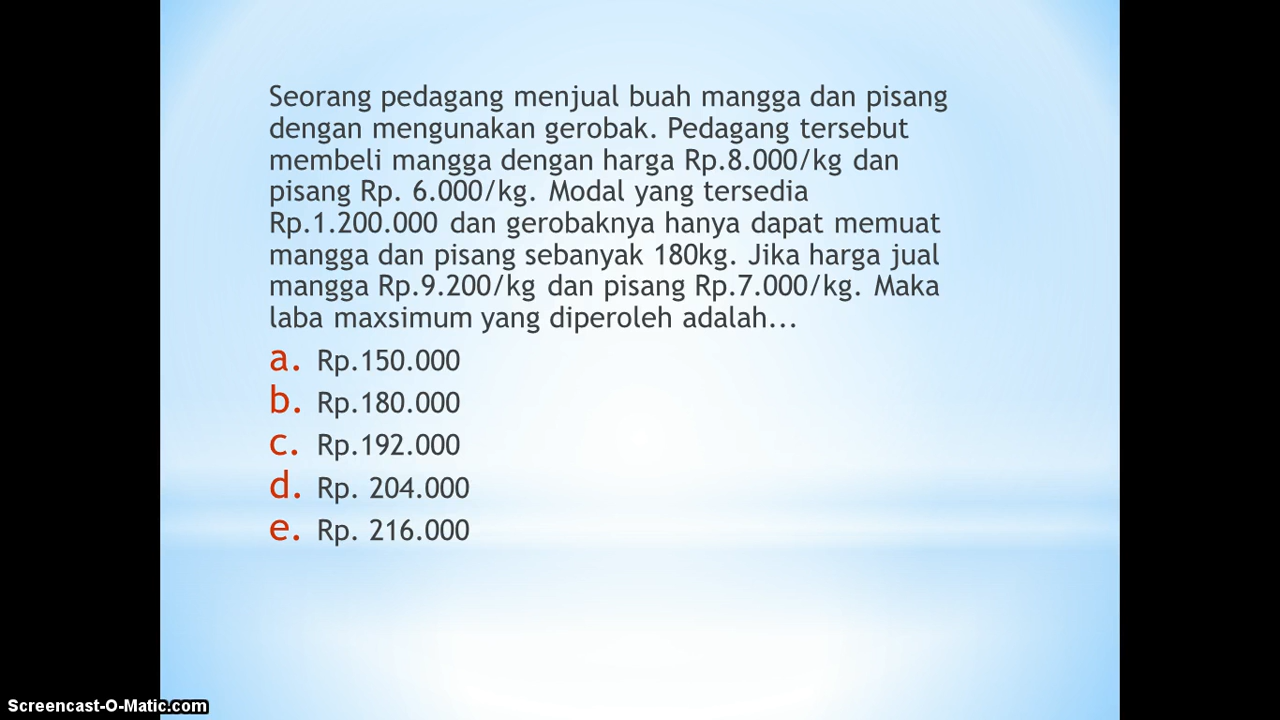 Seorang pedagang menjual buah mangga dan pisang
dengan mengunakan gerobak. Pedagang tersebut
membeli mangga dengan harga Rp.8.000/kg dan
pisang Rp. 6.000/kg. Modal yang tersedia
Rp.1.200.000 dan gerobaknya hanya dapat memuat
mangga dan pisang sebanyak 180kg. Jika harga jual
mangga Rp.9.200/kg dan pisang Rp.7.000/kg. Maka
laba maxsimum yang diperoleh adalah...
a. Rp.150.000
b. Rp.180.000
c. Rp.192.000
d. Rp. 204.000
e. Rp. 216.000
Screencast-O-Matic.com